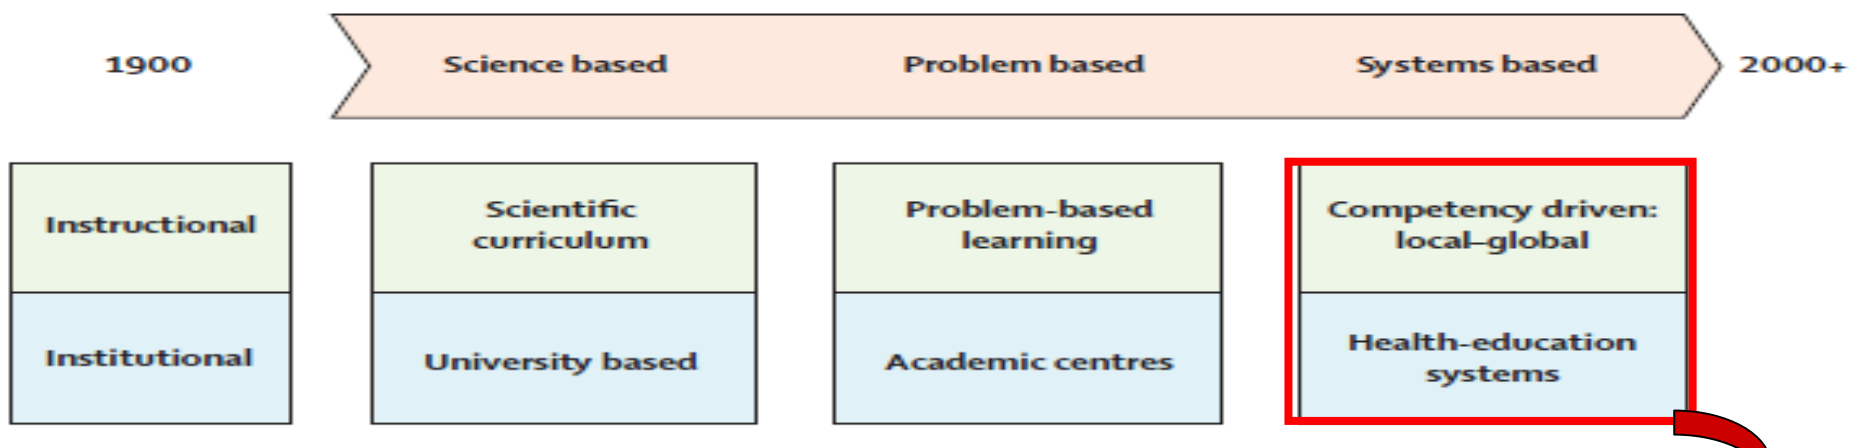 1900 Science based Problem based Systems based 2000+
Instructional
Scientific
curriculum
Problem-based
learning
Competency driven:
local–global
Institutional
University based
Academic centres
Health-education
systems